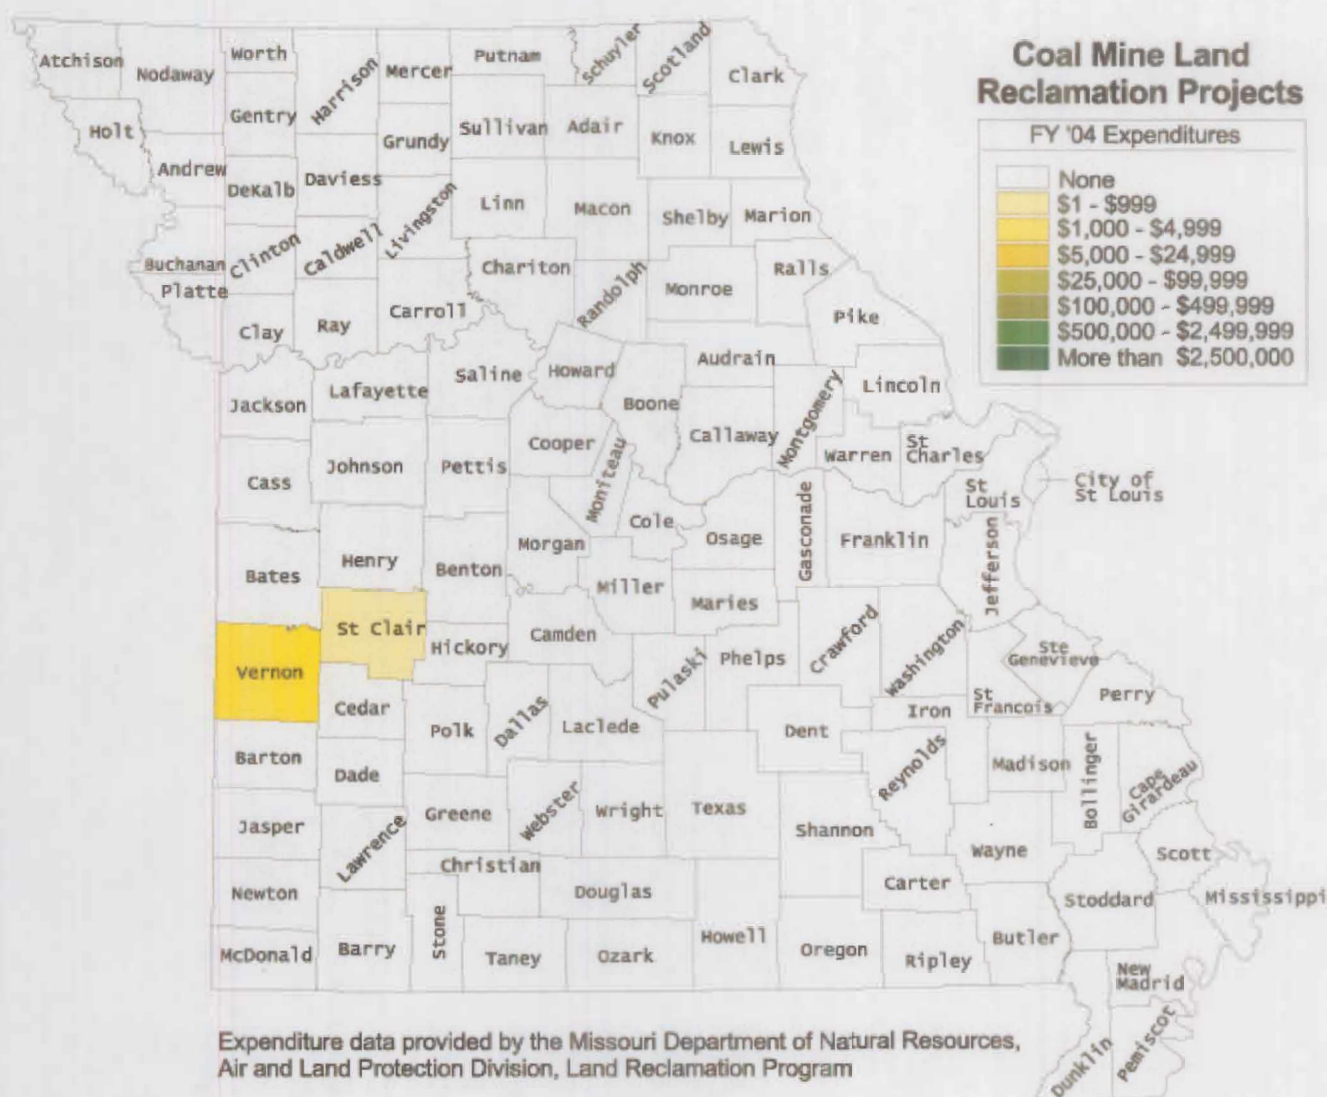 Coal Mine Land
Reclamation Projects
FY '04 Expenditures
None
$1 - $999
$1,000 - $4,999
$5,000 - $24,999
$25,000 - $99,999
$100,000 - $499,999
$500,000 - $2,499,999
More than $2,500,000
Atchison
Nodaway
Worth
Harrison
Mercer
Putnam
Schuyler
Scotland
Clark
Holt
Gentry
Grundy
Sullivan
Adair
Knox
Lewis
Andrew
DeKalb
Daviess
Livingston
Linn
Macon
Shelby
Marion
Buchanan
Clinton
Caldwell
Chariton
Randolph
Monroe
Ralls
Platte
Clay
Ray
Carroll
Pike
Jackson
Lafayette
Saline
Howard
Boone
Audrain
Callaway
Montgomery
Lincoln
Cass
Johnson
Pettis
Cooper
Moniteau
Warren
St
Charles
St
Louis
City of
St Louis
Cole
Osage
Gasconade
Franklin
Jefferson
Bates
Henry
Benton
Morgan
Miller
Maries
St Clair
Hickory
Camden
Pulaski
Phelps
Crawford
Washington
Ste
Genevieve
Vernon
Cedar
Polk
Dallas
Laclede
Dent
Iron
St
Francois
Perry
Barton
Dade
Greene
Webster
Wright
Texas
Reynolds
Madison
Bollinger
Cape
Girardeau
Jasper
Lawrence
Christian
Shannon
Wayne
Scott
Newton
Stone
Douglas
Carter
Stoddard
Mississippi
McDonald
Barry
Taney
Ozark
Howell
Oregon
Ripley
Butler
New
Madrid
Dunklin
Pemiscot
Expenditure data provided by the Missouri Department of Natural Resources,
Air and Land Protection Division, Land Reclamation Program